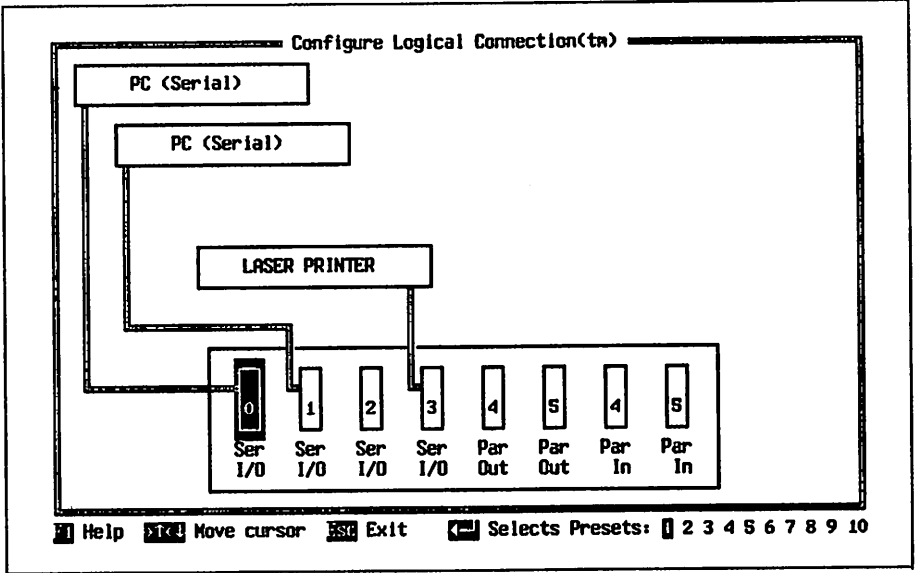 Configure Logical Connection(tm)
PC (Serial)
PC (Serial)
LASER PRINTER
0 1 2 3 4 5 4 5
Ser Ser Ser Ser Par Par Par Par
I/O I/O I/O I/O Out Out In In
F1 Help Move cursor ESC Exit Selects Presets: 1 2 3 4 5 6 7 8 9 10